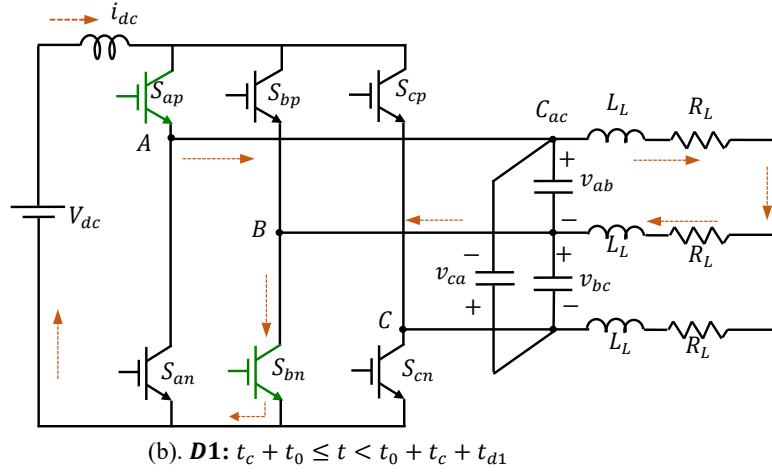 i_dc
S_ap
S_bp
S_cp
C_ac
L_L
R_L
A
+
v_ab
V_dc
B
−
−
+
L_L
R_L
v_ca
v_bc
+
−
C
S_an
S_bn
S_cn
L_L
R_L
(b). D1: t_c + t_0 ≤ t < t_0 + t_c + t_d1